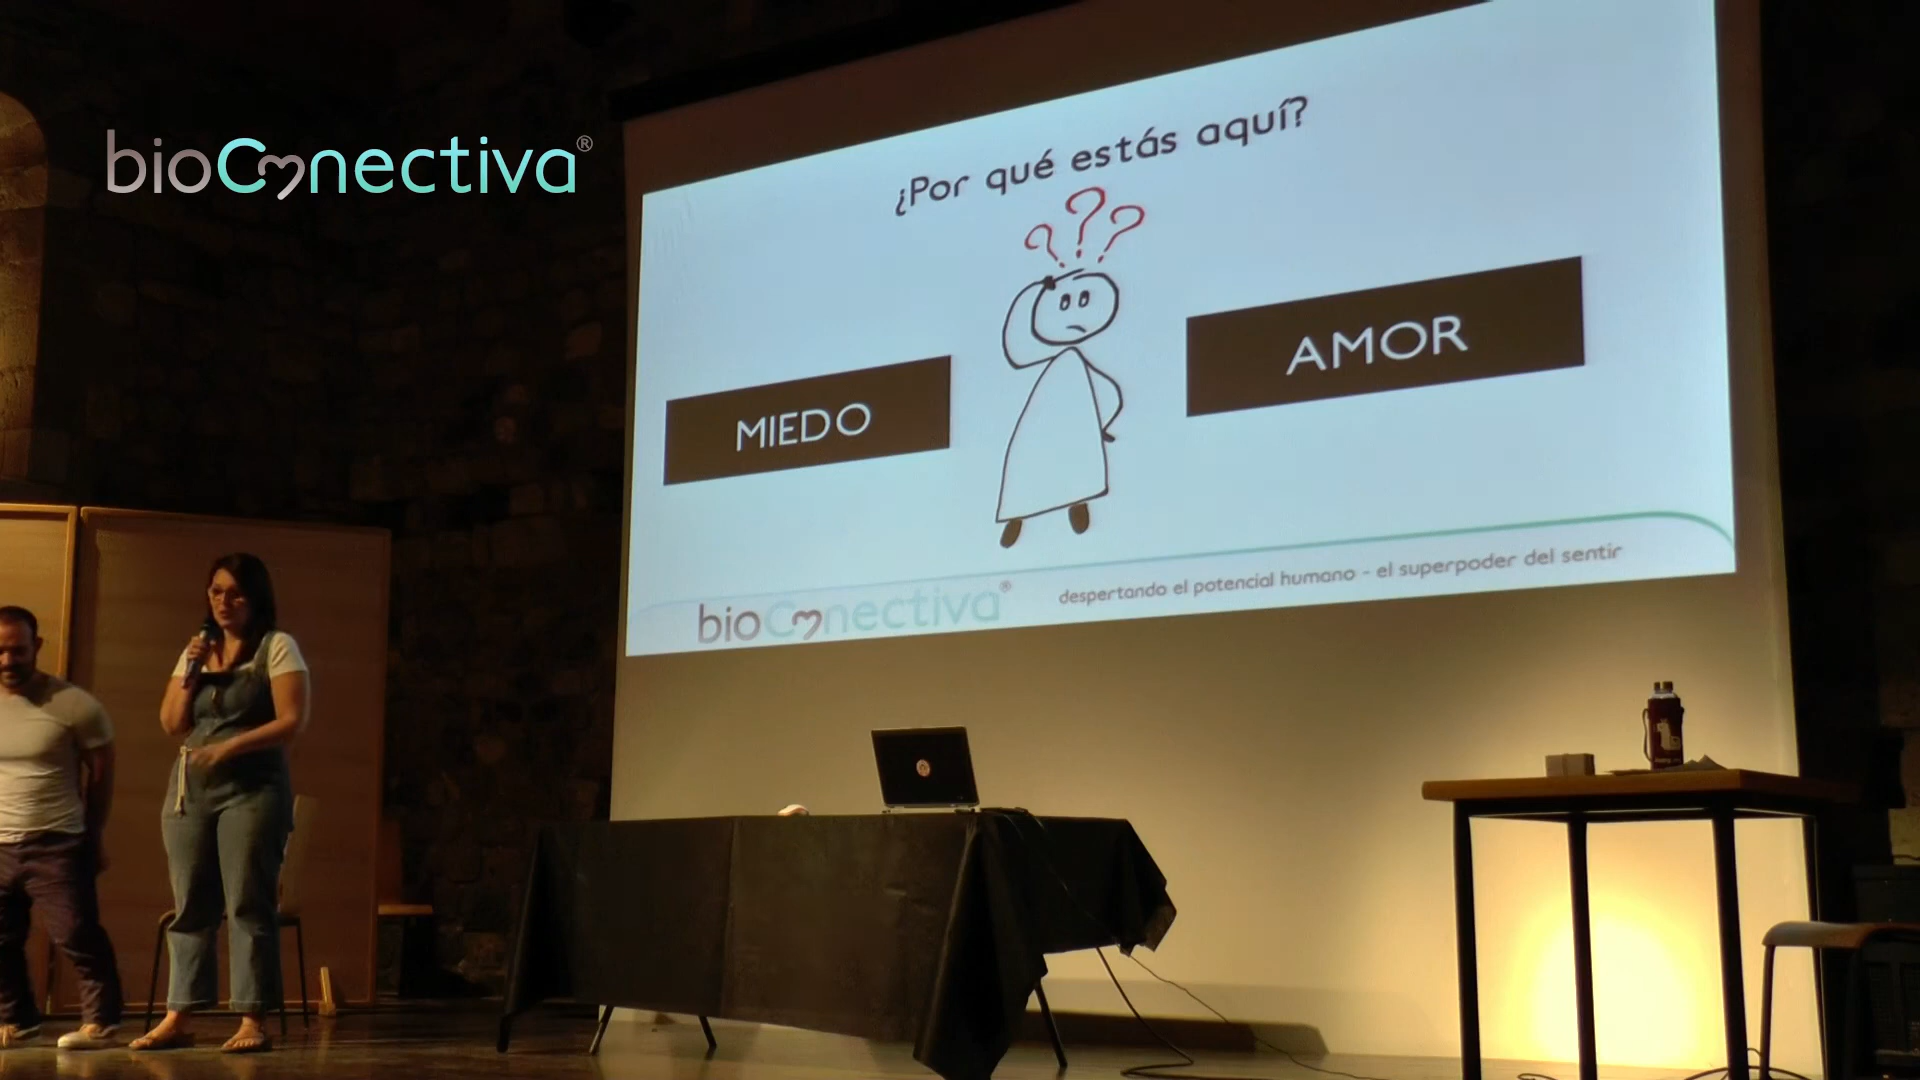 bioConectiva®
¿Por qué estás aquí?
???
MIEDO
AMOR
bioConectiva®
despertando el potencial humano - el superpoder del sentir